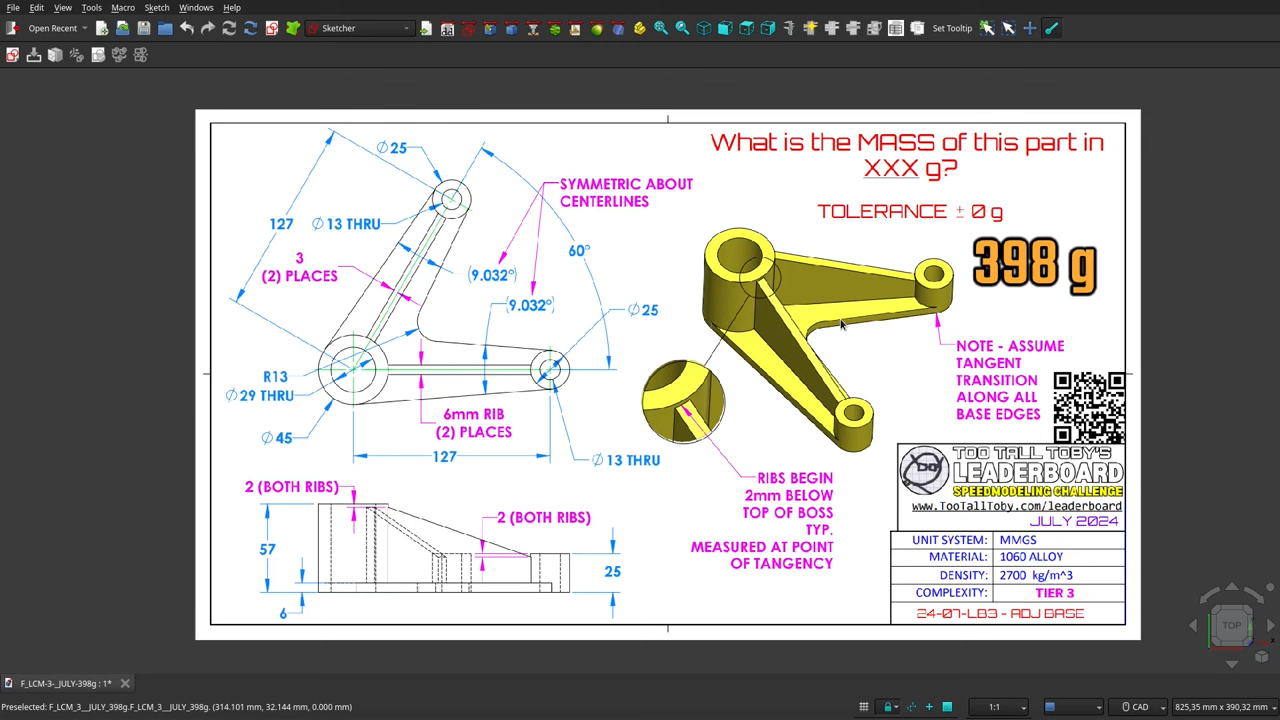 File Edit View Tools Macro Sketch Windows Help
Open Recent Sketcher Set Tooltip
What is the MASS of this part in
XXX g?
TOLERANCE ± 0 g
398 g
Ø25
SYMMETRIC ABOUT
CENTERLINES
127
Ø13 THRU
60°
3
(2) PLACES
(9.032°)
(9.032°)
Ø25
R13
Ø29 THRU
6mm RIB
(2) PLACES
Ø45
127
Ø13 THRU
NOTE - ASSUME
TANGENT
TRANSITION
ALONG ALL
BASE EDGES
2 (BOTH RIBS)
2 (BOTH RIBS)
57
25
6
RIBS BEGIN
2mm BELOW
TOP OF BOSS
TYP.
MEASURED AT POINT
OF TANGENCY
TOO TALL TOBY'S
LEADERBOARD
SPEEDMODELING CHALLENGE
www.TooTallToby.com/leaderboard
JULY 2024
UNIT SYSTEM: MMGS
MATERIAL: 1060 ALLOY
DENSITY: 2700 kg/m^3
COMPLEXITY: TIER 3
24-07-LB3 - ADJ BASE
TOP
F_LCM-3-_JULY-398g : 1*
Preselected: F_LCM_3__JULY_398g.F_LCM_3__JULY_398g. (314.101 mm, 32.144 mm, 0.000 mm)
1:1 CAD 825,35 mm x 390,32 mm